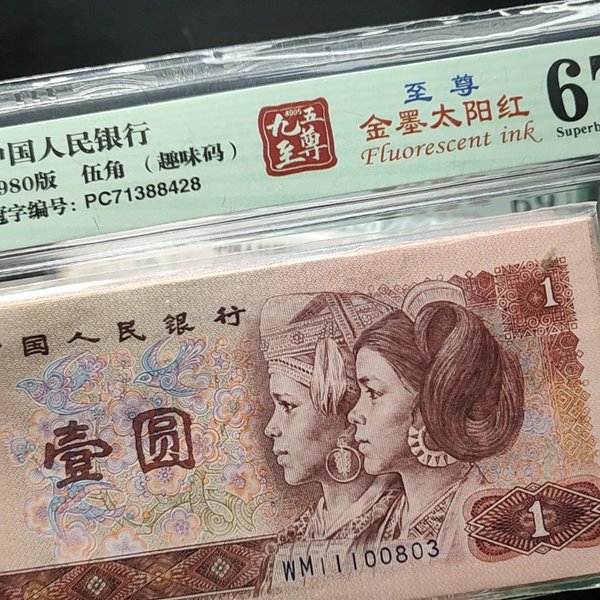 中国人民银行
1980版 伍角 （趣味码）
冠字编号: PC71388428
8005
九五
至尊
至尊
金墨太阳红
Fluorescent ink
67
Superb
中国人民银行
壹圆
1
WM11100803
1